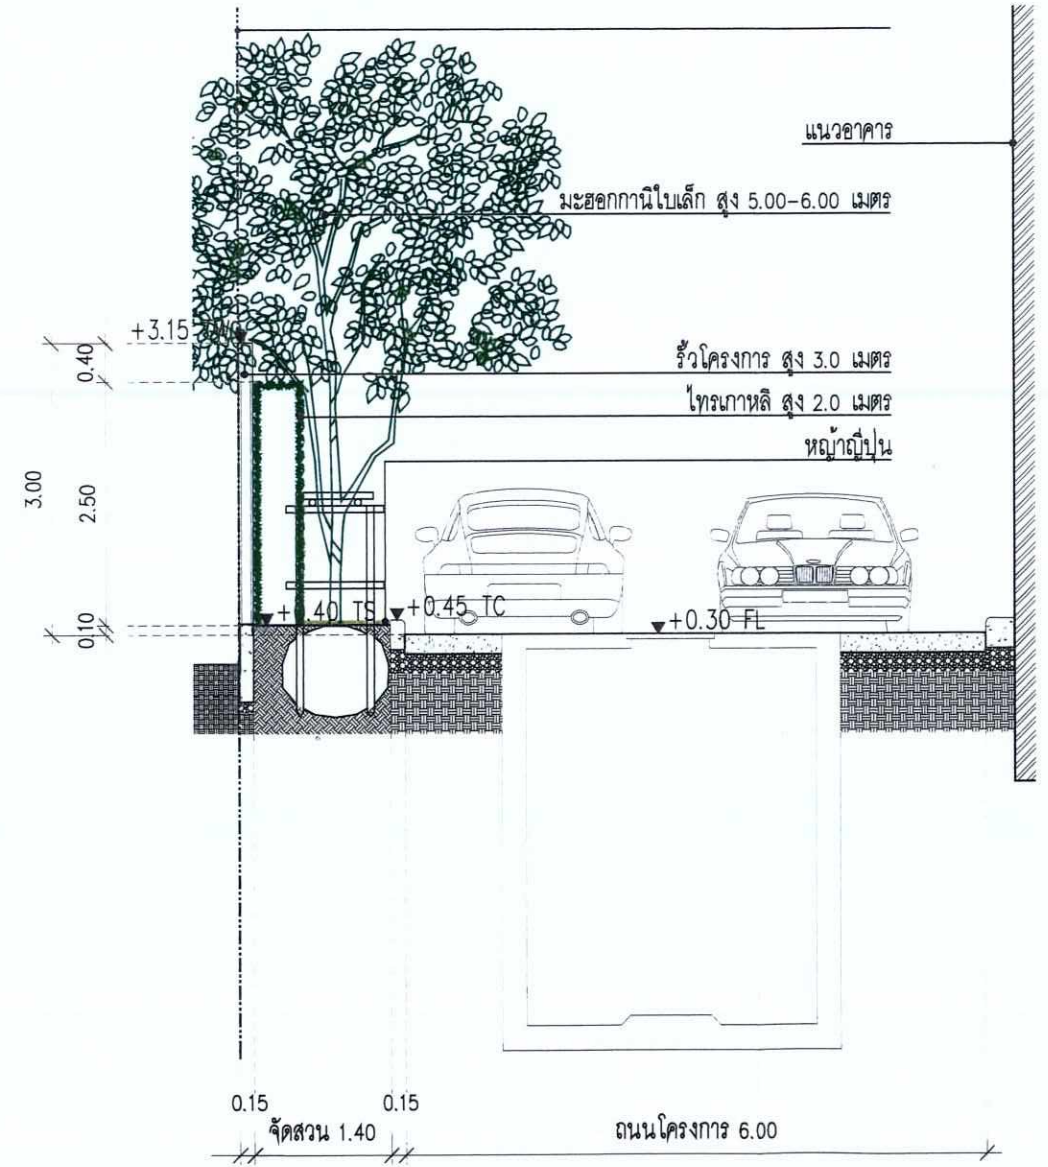 แนวอาคาร
มะฮอกกานีใบเล็ก สูง 5.00-6.00 เมตร
+3.15
รั้วโครงการ สูง 3.0 เมตร
ไทรเกาหลี สูง 2.0 เมตร
หญ้าญี่ปุ่น
0.40
3.00
2.50
0.10
+ .40 TS
+0.45 TC
+0.30 FL
0.15
0.15
จัดสวน 1.40
ถนนโครงการ 6.00